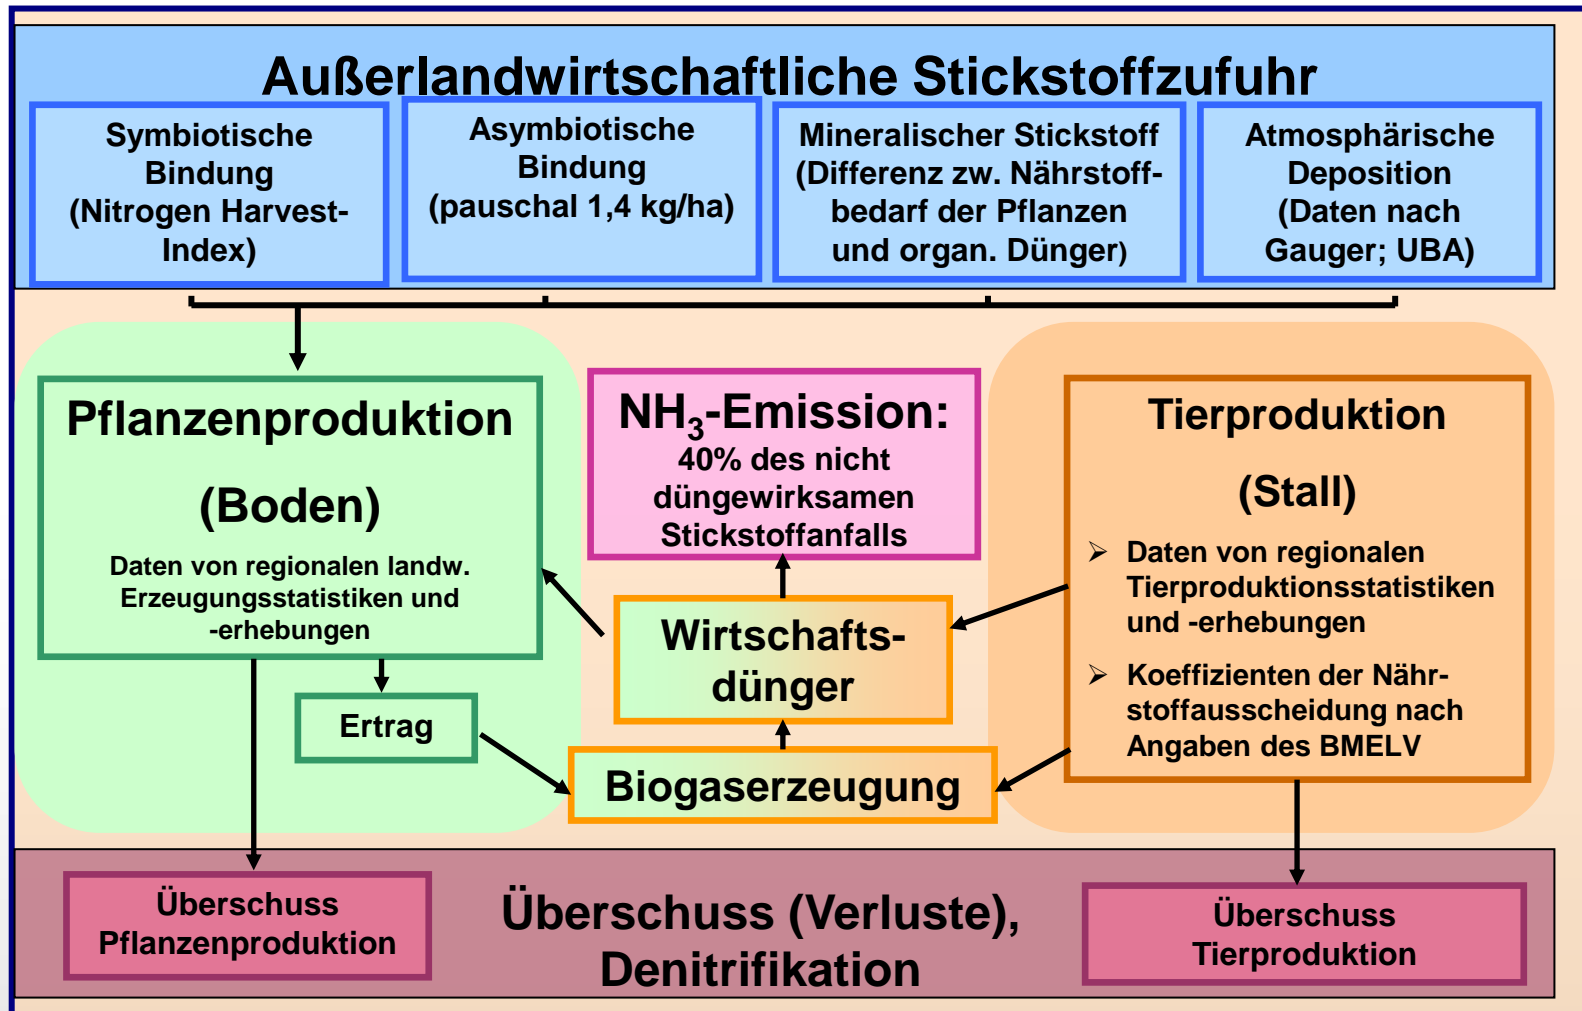 Außerlandwirtschaftliche Stickstoffzufuhr
Symbiotische
Bindung
(Nitrogen Harvest-
Index)
Asymbiotische
Bindung
(pauschal 1,4 kg/ha)
Mineralischer Stickstoff
(Differenz zw. Nährstoff-
bedarf der Pflanzen
und organ. Dünger)
Atmosphärische
Deposition
(Daten nach
Gauger; UBA)
Pflanzenproduktion
(Boden)
Daten von regionalen landw.
Erzeugungsstatistiken und
-erhebungen
Ertrag
NH₃-Emission:
40% des nicht
düngewirksamen
Stickstoffanfalls
Wirtschafts-
dünger
Biogaserzeugung
Tierproduktion
(Stall)
➢ Daten von regionalen
Tierproduktionsstatistiken
und -erhebungen
➢ Koeffizienten der Nähr-
stoffausscheidung nach
Angaben des BMELV
Überschuss
Pflanzenproduktion
Überschuss (Verluste),
Denitrifikation
Überschuss
Tierproduktion